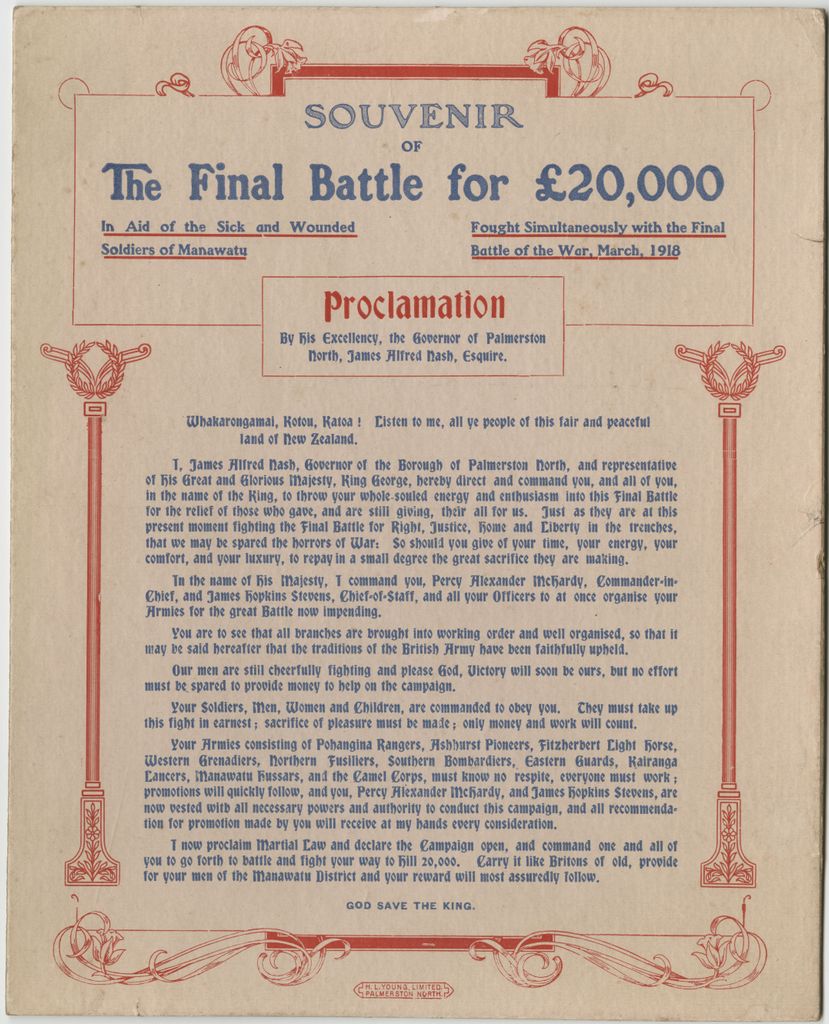 SOUVENIR
OF
The Final Battle for £20,000
In Aid of the Sick and Wounded
Soldiers of Manawatu
Fought Simultaneously with the Final
Battle of the War, March, 1918
Proclamation
By His Excellency, the Governor of Palmerston
North, James Alfred Nash, Esquire.
Whakarongamai, Kotou, Katoa ! Listen to me, all ye people of this fair and peaceful
land of New Zealand.
I, James Alfred Nash, Governor of the Borough of Palmerston North, and representative
of His Great and Glorious Majesty, King George, hereby direct and command you, and all of you,
in the name of the King, to throw your whole-souled energy and enthusiasm into this Final Battle
for the relief of those who gave, and are still giving, their all for us. Just as they are at this
present moment fighting the Final Battle for Right, Justice, Home and Liberty in the trenches,
that we may be spared the horrors of War: So should you give of your time, your energy, your
comfort, and your luxury, to repay in a small degree the great sacrifice they are making.
In the name of His Majesty, I command you, Percy Alexander McHardy, Commander-in-
Chief, and James Hopkins Stevens, Chief-of-Staff, and all your Officers to at once organise your
Armies for the great Battle now impending.
You are to see that all branches are brought into working order and well organised, so that it
may be said hereafter that the traditions of the British Army have been faithfully upheld.
Our men are still cheerfully fighting and please God, Victory will soon be ours, but no effort
must be spared to provide money to help on the campaign.
Your Soldiers, Men, Women and Children, are commanded to obey you. They must take up
this fight in earnest; sacrifice of pleasure must be made; only money and work will count.
Your Armies consisting of Pohangina Rangers, Ashhurst Pioneers, Fitzherbert Light Horse,
Western Grenadiers, Northern Fusiliers, Southern Bombardiers, Eastern Guards, Kairanga
Lancers, Manawatu Hussars, and the Camel Corps, must know no respite, everyone must work;
promotions will quickly follow, and you, Percy Alexander McHardy, and James Hopkins Stevens, are
now vested with all necessary powers and authority to conduct this campaign, and all recommenda-
tion for promotion made by you will receive at my hands every consideration.
I now proclaim Martial Law and declare the Campaign open, and command one and all of
you to go forth to battle and fight your way to Hill 20,000. Carry it like Britons of old, provide
for your men of the Manawatu District and your reward will most assuredly follow.
GOD SAVE THE KING.
H. L. YOUNG, LIMITED
PALMERSTON NORTH.